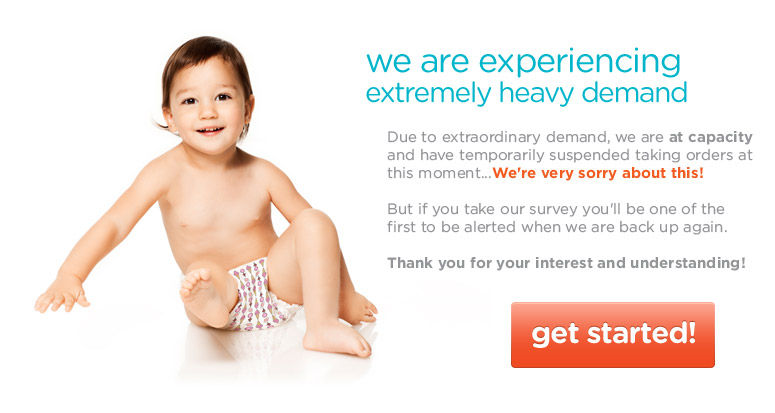 we are experiencing
extremely heavy demand
Due to extraordinary demand, we are at capacity
and have temporarily suspended taking orders at
this moment...We're very sorry about this!
But if you take our survey you'll be one of the
first to be alerted when we are back up again.
Thank you for your interest and understanding!
get started!